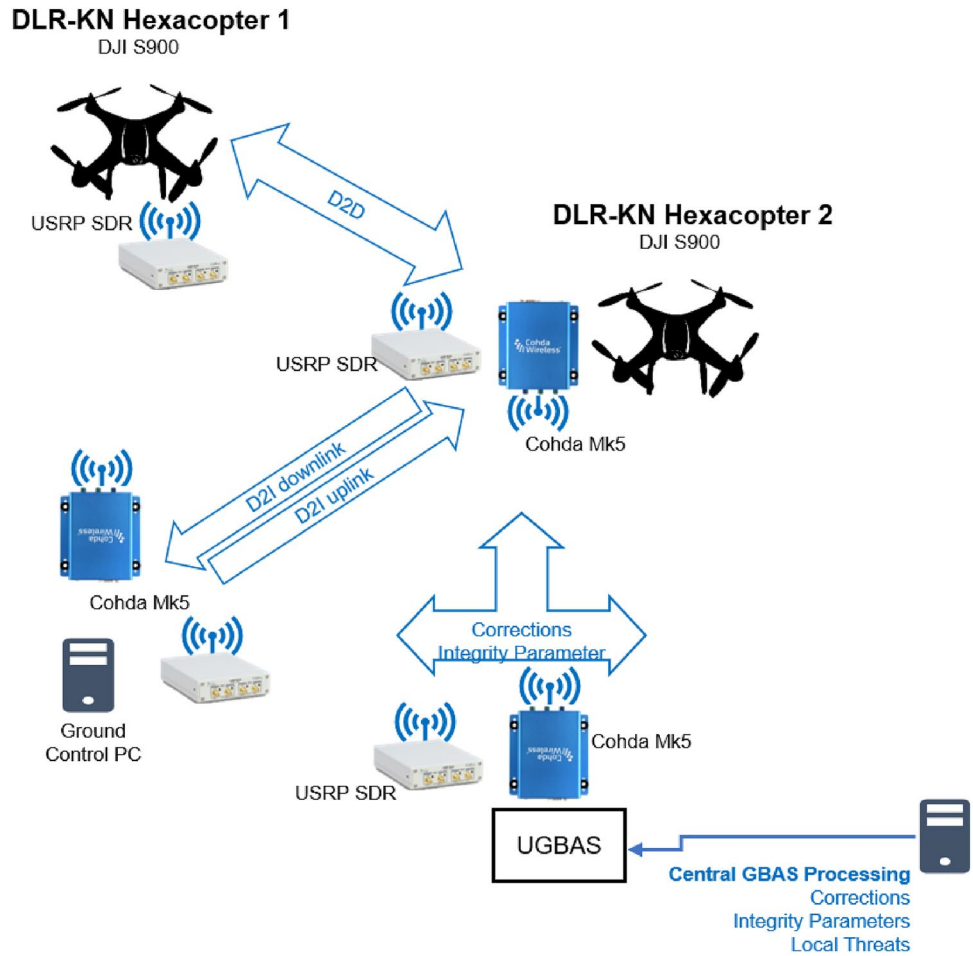 DLR-KN Hexacopter 1
DJI S900
USRP SDR
D2D
DLR-KN Hexacopter 2
DJI S900
USRP SDR
Cohda
Wireless
Cohda Mk5
D2I downlink
D2I uplink
Cohda
Wireless
Cohda Mk5
Ground
Control PC
Corrections
Integrity Parameter
USRP SDR
Cohda
Wireless
Cohda Mk5
UGBAS
Central GBAS Processing
Corrections
Integrity Parameters
Local Threats